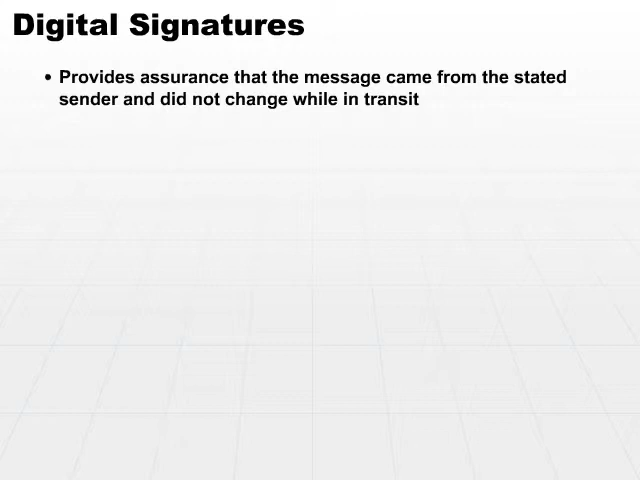 Digital Signatures
• Provides assurance that the message came from the stated
sender and did not change while in transit